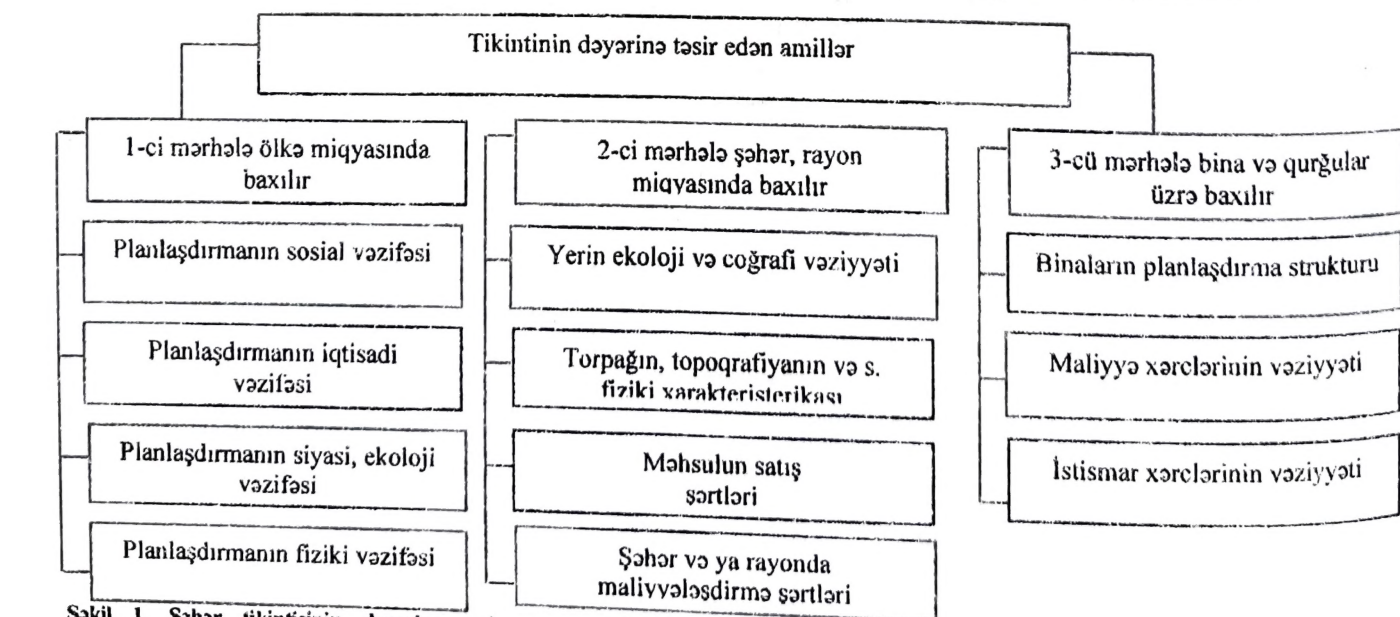 Tikintinin dəyərinə təsir edən amillər
1-ci mərhələ ölkə miqyasında
baxılır
Planlaşdırmanın sosial vəzifəsi
Planlaşdırmanın iqtisadi
vəzifəsi
Planlaşdırmanın siyasi, ekoloji
vəzifəsi
Planlaşdırmanın fiziki vəzifəsi
2-ci mərhələ şəhər, rayon
miqyasında baxılır
Yerin ekoloji və coğrafi vəziyyəti
Torpağın, topoqrafiyanın və s.
fiziki xarakteristerikası
Məhsulun satış
şərtləri
Şəhər və ya rayonda
maliyyələşdirmə şərtləri
3-cü mərhələ bina və qurğular
üzrə baxılır
Binaların planlaşdırma strukturu
Maliyyə xərclərinin vəziyyəti
İstismar xərclərinin vəziyyəti
Şəkil 1. Şəhər